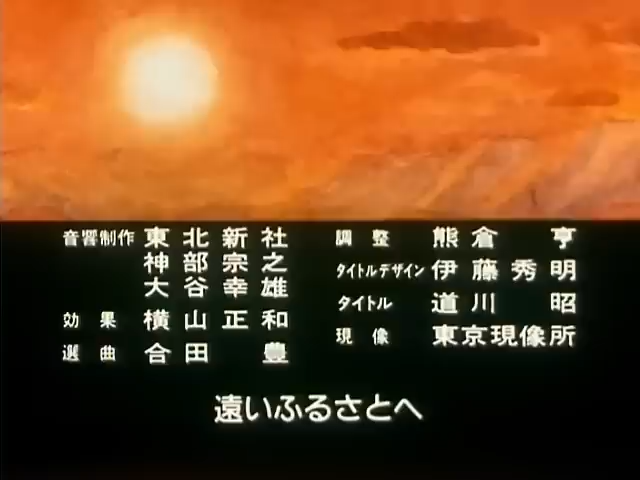 音響制作 東北新社
神部宗之
大谷幸雄
効果 横山正和
選曲 合田豊
調整 熊倉亨
タイトルデザイン 伊藤秀明
タイトル 道川昭
現像 東京現像所
遠いふるさとへ